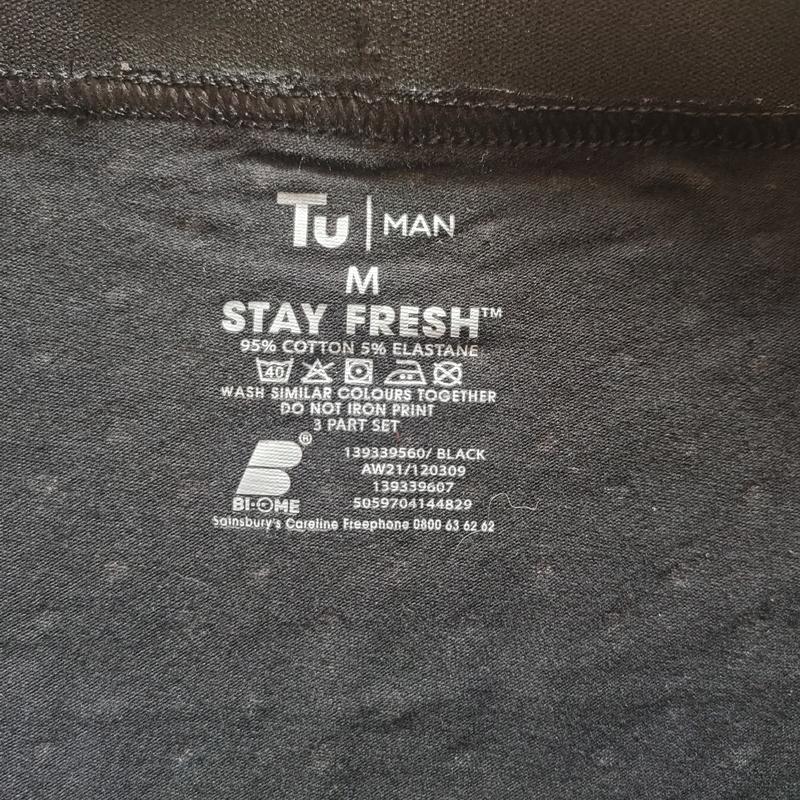 Tu | MAN
M
STAY FRESH™
95% COTTON 5% ELASTANE
40
WASH SIMILAR COLOURS TOGETHER
DO NOT IRON PRINT
3 PART SET
139339560/ BLACK
AW21/120309
139339607
5059704144829
B®
BI-OME
Sainsbury's Careline Freephone 0800 63 62 62